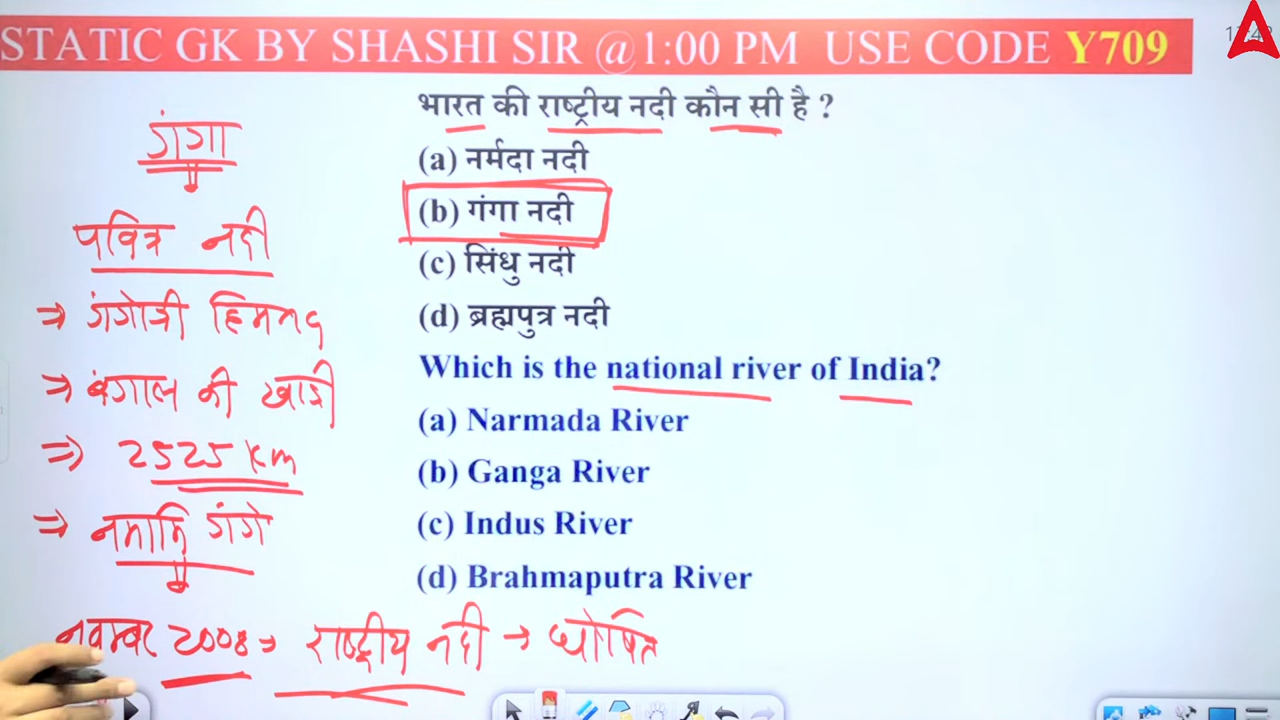 STATIC GK BY SHASHI SIR @1:00 PM USE CODE Y709
भारत की राष्ट्रीय नदी कौन सी है ?
(a) नर्मदा नदी
(b) गंगा नदी
(c) सिंधु नदी
(d) ब्रह्मपुत्र नदी
Which is the national river of India?
(a) Narmada River
(b) Ganga River
(c) Indus River
(d) Brahmaputra River
गंगा
पवित्र नदी
⇒ गंगोत्री हिमनद
⇒ बंगाल की खाड़ी
⇒ 2525 km
⇒ नमामि गंगे
नवम्बर 2008 ⇒ राष्ट्रीय नदी → घोषित